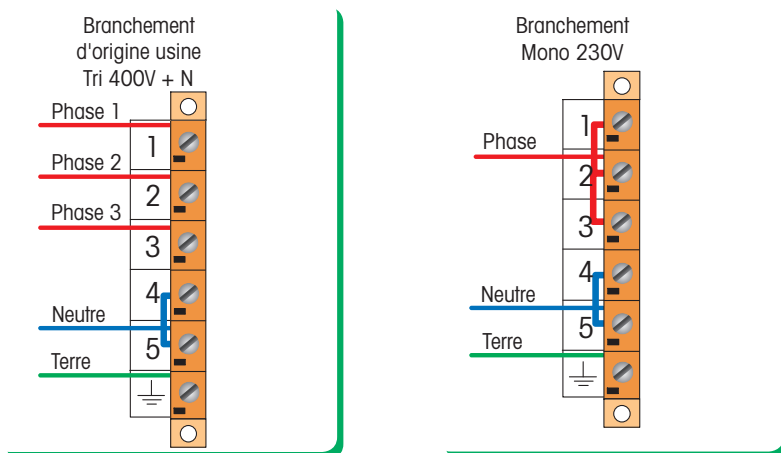 Branchement
d'origine usine
Tri 400V + N
Phase 1
1
Phase 2
2
Phase 3
3
4
Neutre
5
Terre
Branchement
Mono 230V
1
Phase
2
3
4
Neutre
5
Terre